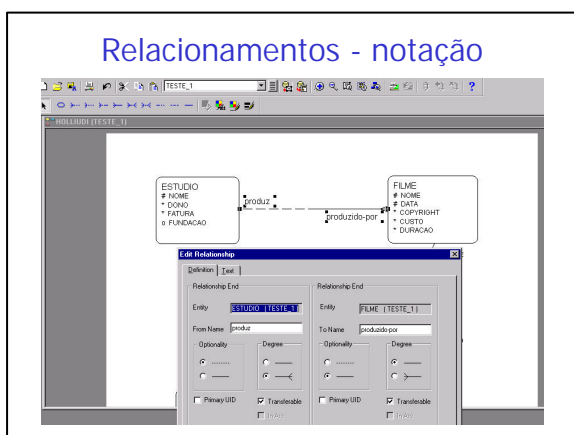 Relacionamentos - notação
TESTE_1
HOLLIUDI (TESTE_1)
ESTUDIO
# NOME
* DONO
* FATURA
o FUNDACAO
produz
produzido-por
FILME
# NOME
# DATA
* COPYRIGHT
* CUSTO
* DURACAO
Edit Relationship
Definition Text
Relationship End Relationship End
Entity ESTUDIO (TESTE_1) Entity FILME (TESTE_1)
From Name produz To Name produzido-por
Optionality Degree Optionality Degree
Primary UID Transferable Primary UID Transferable